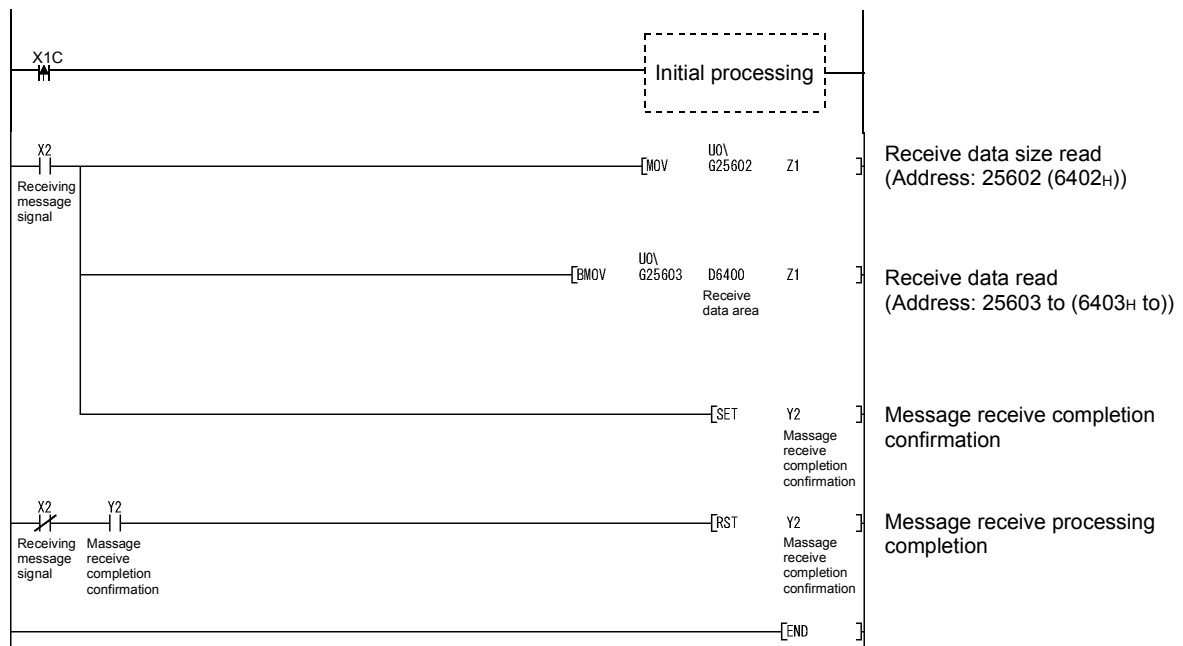 X1C
Initial processing
X2
Receiving
message
signal
[MOV U0\
G25602 Z1 ]
Receive data size read
(Address: 25602 (6402H))
[BMOV U0\
G25603 D6400 Z1 ]
Receive
data area
Receive data read
(Address: 25603 to (6403H to))
[SET Y2 ]
Massage
receive
completion
confirmation
Message receive completion
confirmation
X2 Y2
Receiving
message
signal
Massage
receive
completion
confirmation
[RST Y2 ]
Massage
receive
completion
confirmation
Message receive processing
completion
[END ]